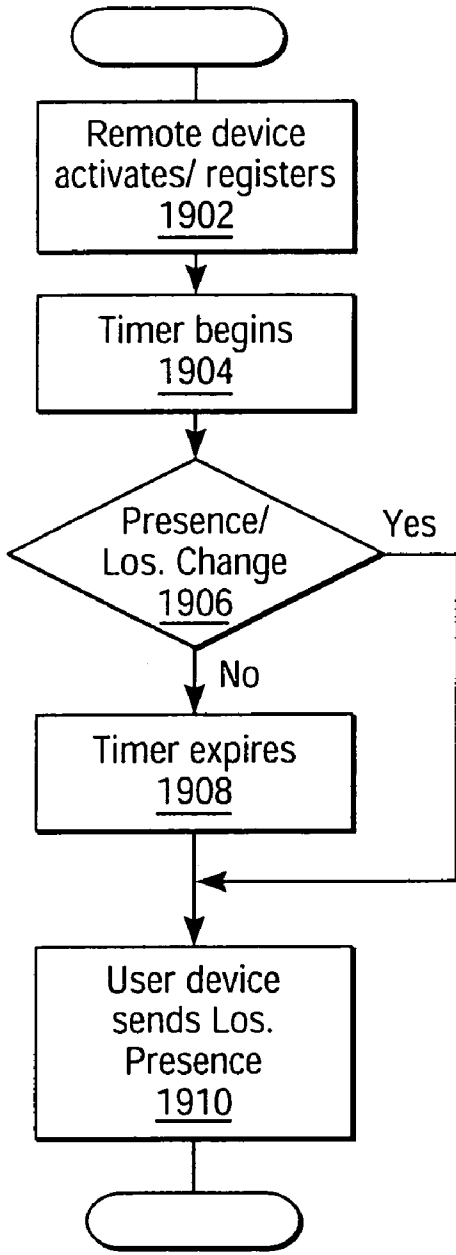 Remote device
activates/ registers
1902
Timer begins
1904
Presence/
Los. Change
1906
Yes
No
Timer expires
1908
User device
sends Los.
Presence
1910